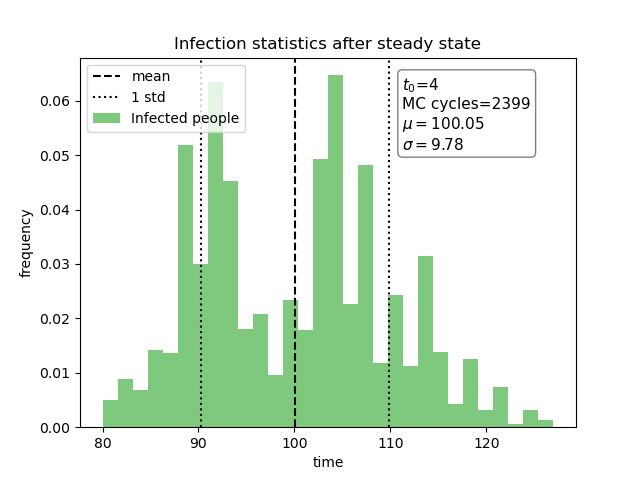 Infection statistics after steady state
mean
1 std
Infected people
t₀=4
MC cycles=2399
μ = 100.05
σ = 9.78
frequency
0.06
0.05
0.04
0.03
0.02
0.01
0.00
80 90 100 110 120
time